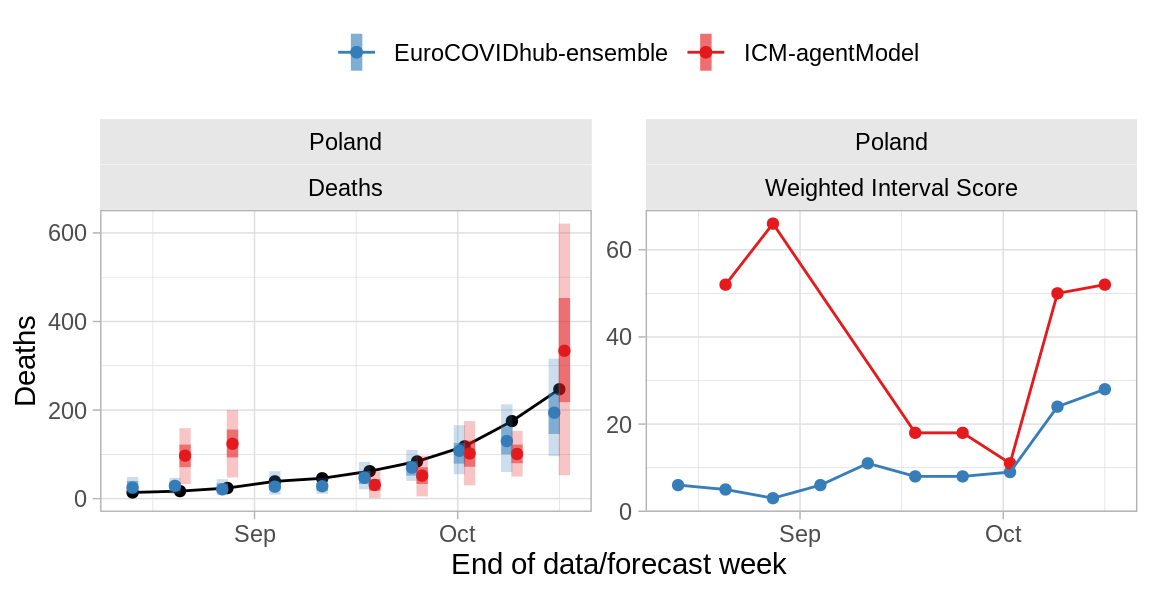 EuroCOVIDhub-ensemble ICM-agentModel
Poland Poland
Deaths Weighted Interval Score
Deaths
600
400
200
0
60
40
20
0
Sep Oct Sep Oct
End of data/forecast week